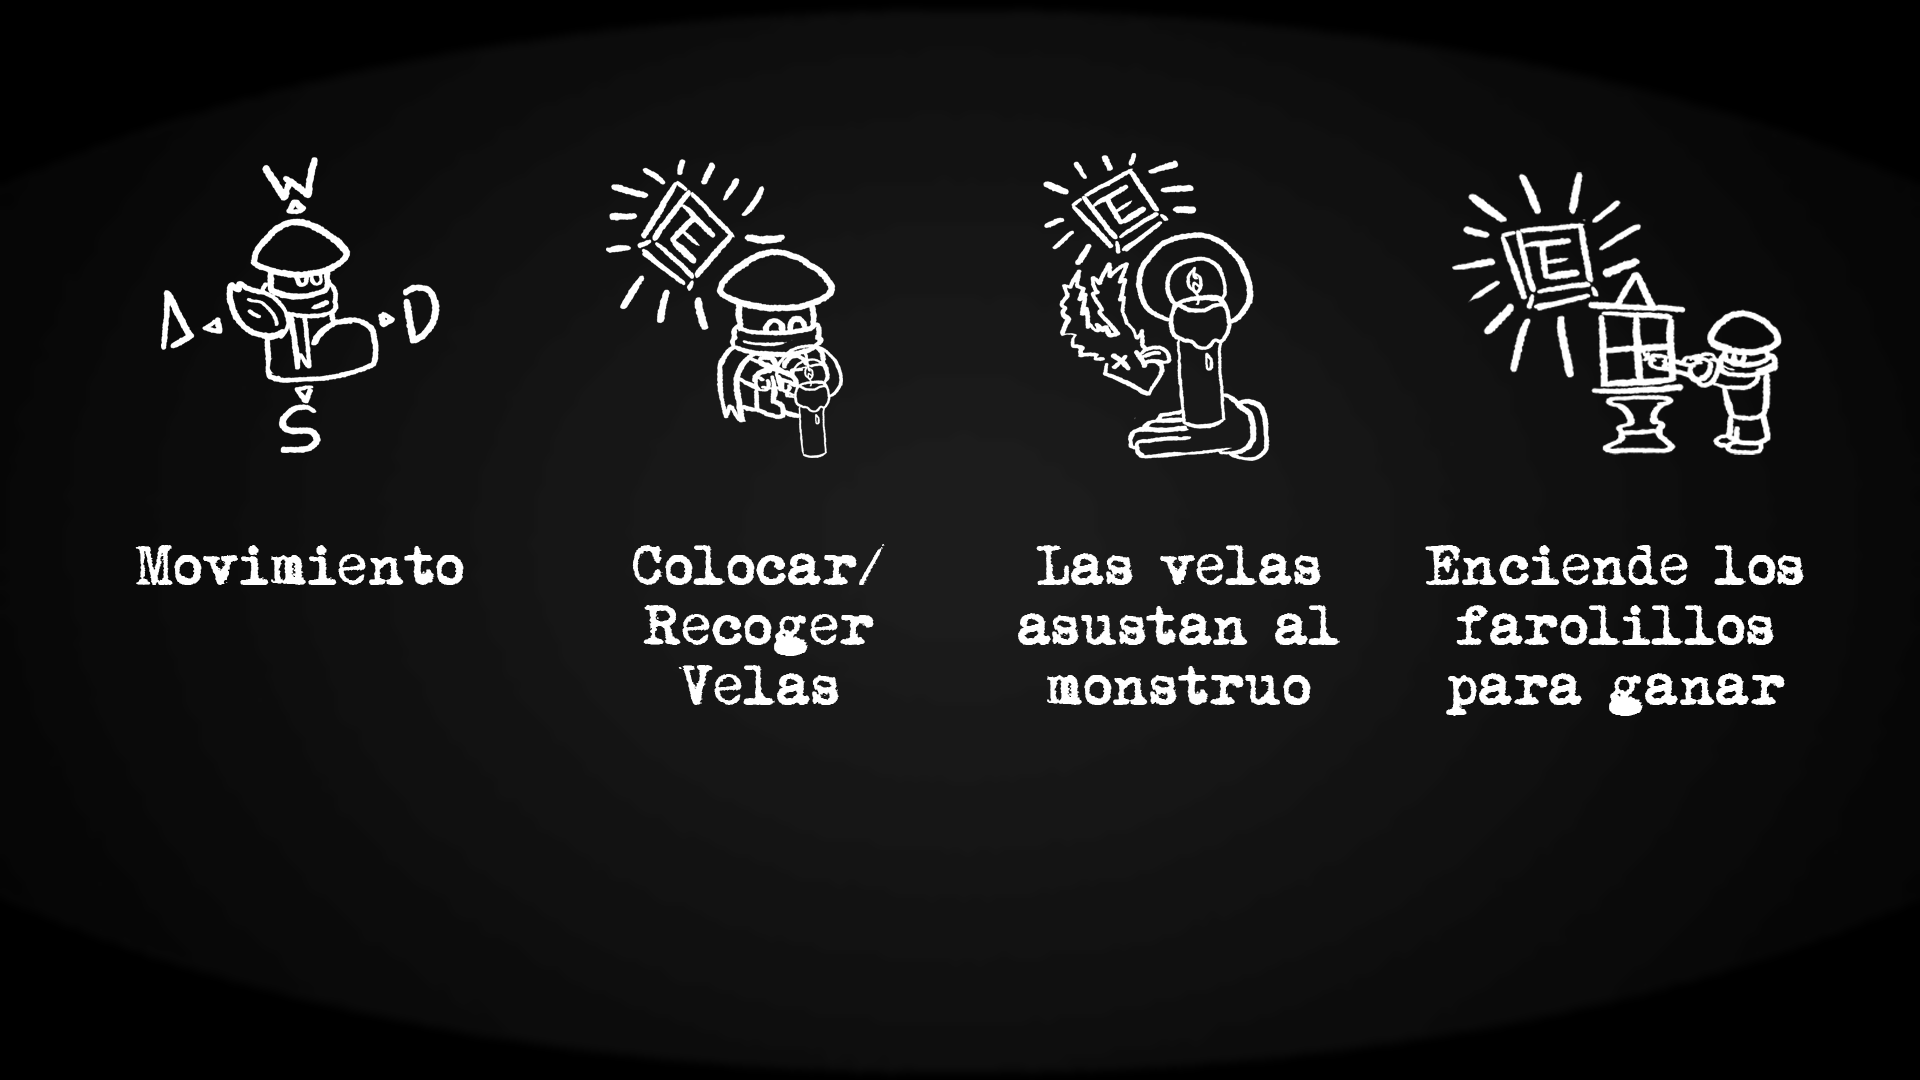 W
A
D
S
E
E
E
Movimiento
Colocar/
Recoger
Velas
Las velas
asustan al
monstruo
Enciende los
farolillos
para ganar